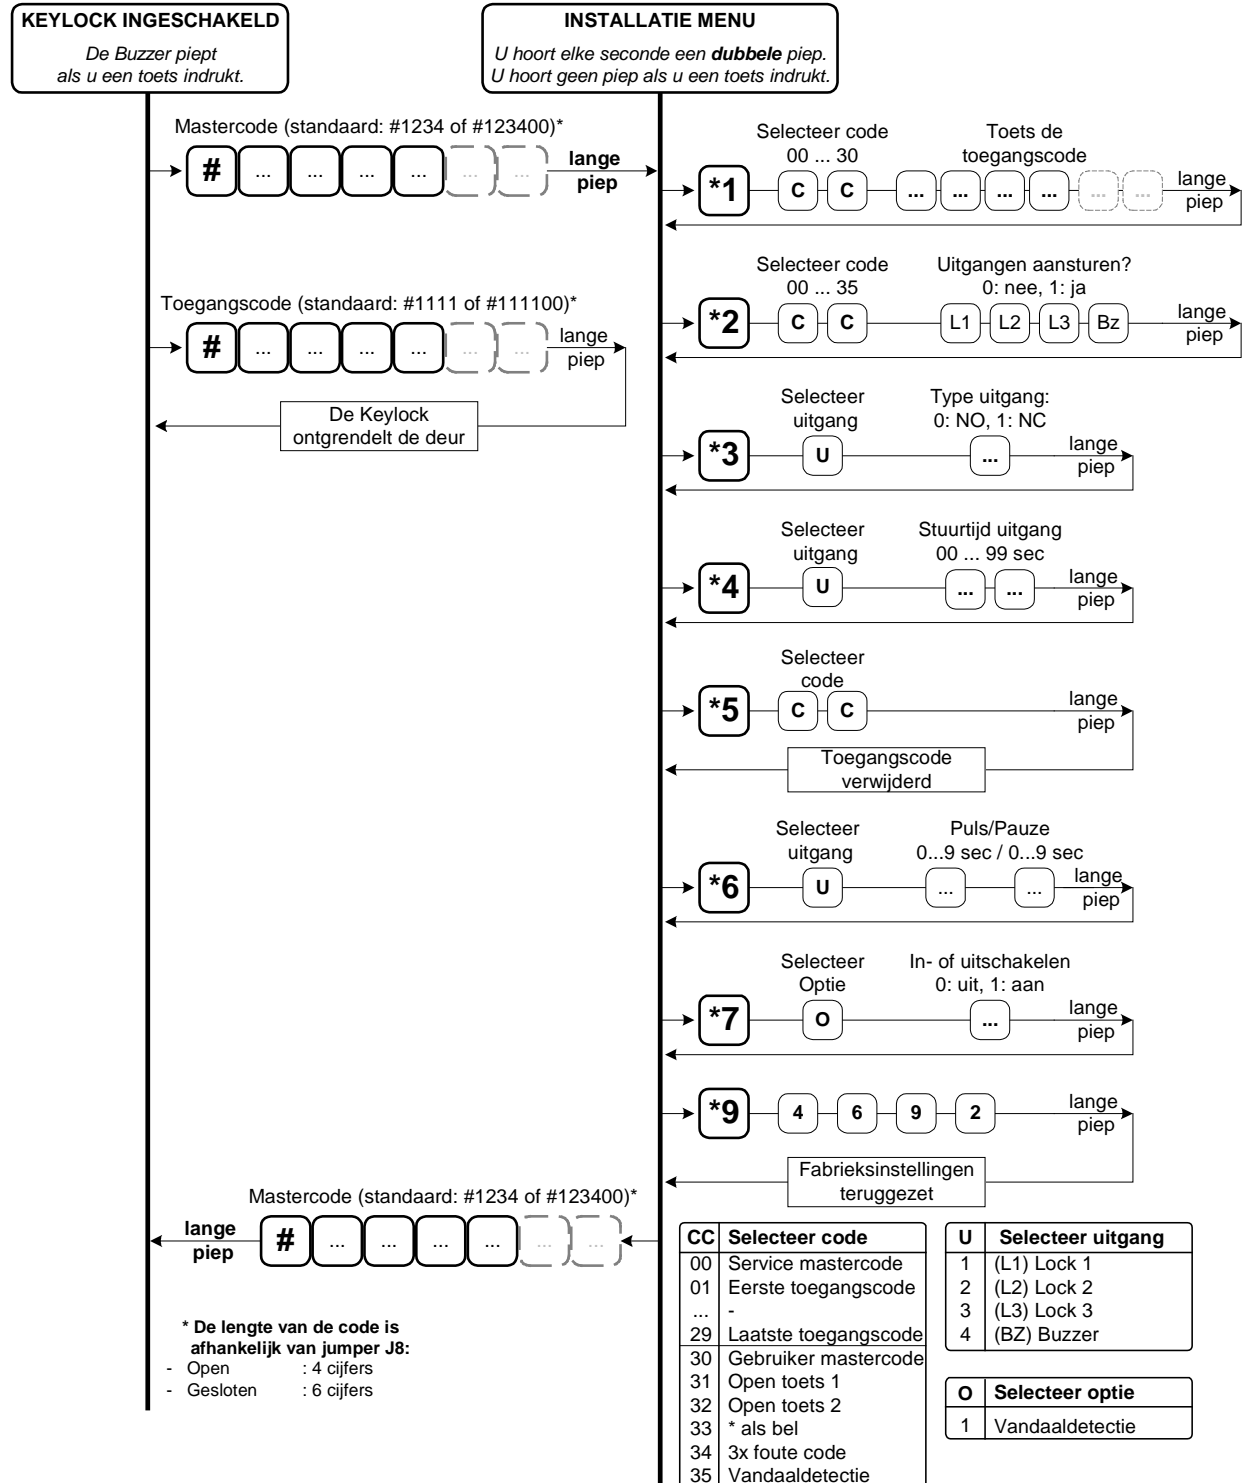 KEYLOCK INGESCHAKELD
De Buzzer piept
als u een toets indrukt.
INSTALLATIE MENU
U hoort elke seconde een dubbele piep.
U hoort geen piep als u een toets indrukt.
Mastercode (standaard: #1234 of #123400)*
# ... ... ... ... ... ...
lange
piep
Toegangscode (standaard: #1111 of #111100)*
# ... ... ... ... ... ...
lange
piep
De Keylock
ontgrendelt de deur
Selecteer code
00 ... 30
Toets de
toegangscode
*1 C C ... ... ... ... ... ...
lange
piep
Selecteer code
00 ... 35
Uitgangen aansturen?
0: nee, 1: ja
*2 C C L1 L2 L3 Bz
lange
piep
Selecteer
uitgang
Type uitgang:
0: NO, 1: NC
*3 U ...
lange
piep
Selecteer
uitgang
Stuurtijd uitgang
00 ... 99 sec
*4 U ... ...
lange
piep
Selecteer
code
*5 C C
lange
piep
Toegangscode
verwijderd
Selecteer
uitgang
Puls/Pauze
0...9 sec / 0...9 sec
*6 U ... ...
lange
piep
Selecteer
Optie
In- of uitschakelen
0: uit, 1: aan
*7 O ...
lange
piep
*9 4 6 9 2
lange
piep
Fabrieksinstellingen
teruggezet
Mastercode (standaard: #1234 of #123400)*
lange
piep
# ... ... ... ... ... ...
* De lengte van de code is
afhankelijk van jumper J8:
- Open : 4 cijfers
- Gesloten : 6 cijfers
CC Selecteer code
00 Service mastercode
01 Eerste toegangscode
... -
29 Laatste toegangscode
30 Gebruiker mastercode
31 Open toets 1
32 Open toets 2
33 * als bel
34 3x foute code
35 Vandaaldetectie
U Selecteer uitgang
1 (L1) Lock 1
2 (L2) Lock 2
3 (L3) Lock 3
4 (BZ) Buzzer
O Selecteer optie
1 Vandaaldetectie